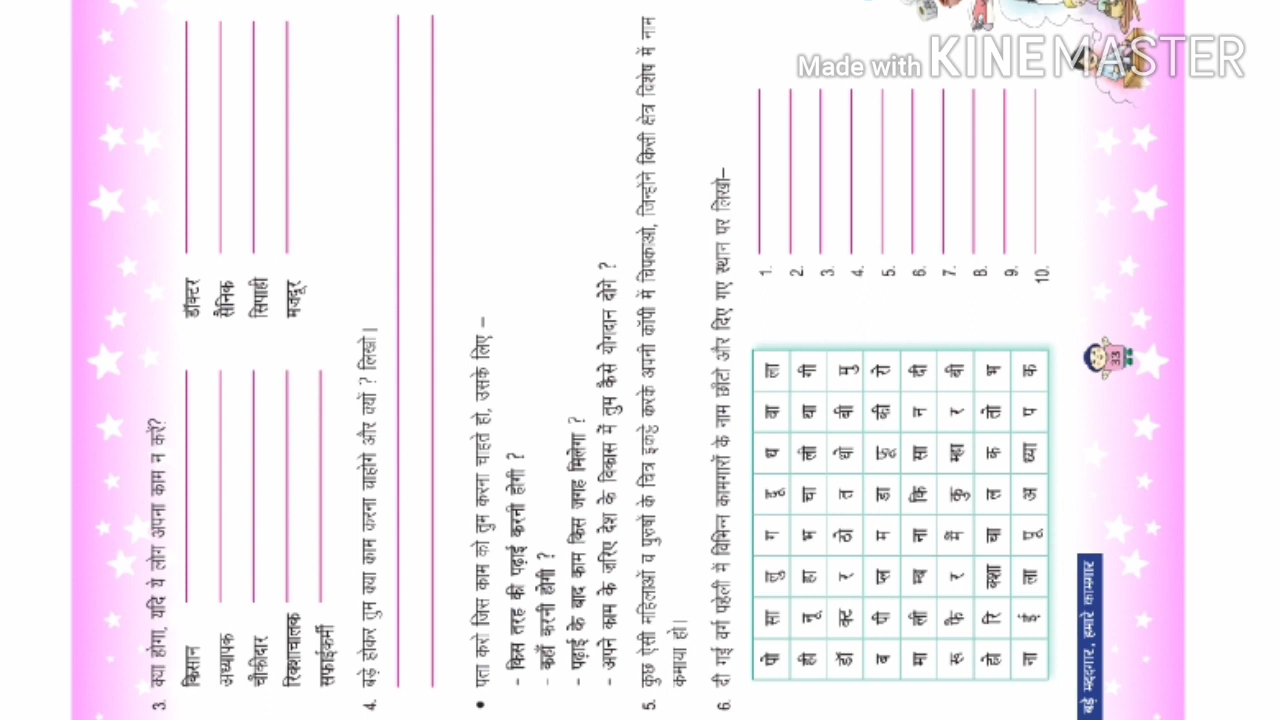 3. क्या होगा, यदि ये लोग अपना काम न करें?
किसान डॉक्टर
अध्यापक सैनिक
चौकीदार सिपाही
रिक्शाचालक मजदूर
सफाईकर्मी
4. बड़े होकर तुम क्या काम करना चाहोगे और क्यों ? लिखो।
• पता करो जिस काम को तुम करना चाहते हो, उसके लिए –
- किस तरह की पढ़ाई करनी होगी ?
- कहाँ करनी होगी ?
- पढ़ाई के बाद काम किस जगह मिलेगा ?
- अपने काम के ज़रिए देश के विकास में तुम कैसे योगदान दोगे ?
5. कुछ ऐसी महिलाओं व पुरुषों के चित्र इकट्ठे करके अपनी कॉपी में चिपकाओ, जिन्होंने किसी क्षेत्र विशेष में नाम
कमाया हो।
6. दी गई वर्ग पहेली में विभिन्न कामगारों के नाम छाँटो और दिए गए स्थान पर लिखो–
पो सा लु ग दू ध वा ला
ही नू हा भ चा ली या गी
डॉ क्ट र ठो त धो बी मु
ब पी ख म डा कू की रो
मा ली म्ब ना कि सा न दी
रू फै र मै कु म्हा र बी
हो रि क्शा चा ल क तो भ
ना ई ला पू अ ध्या प क
1.
2.
3.
4.
5.
6.
7.
8.
9.
10.
बड़े मददगार, हमारे कामगार
33
Made with KINEMASTER